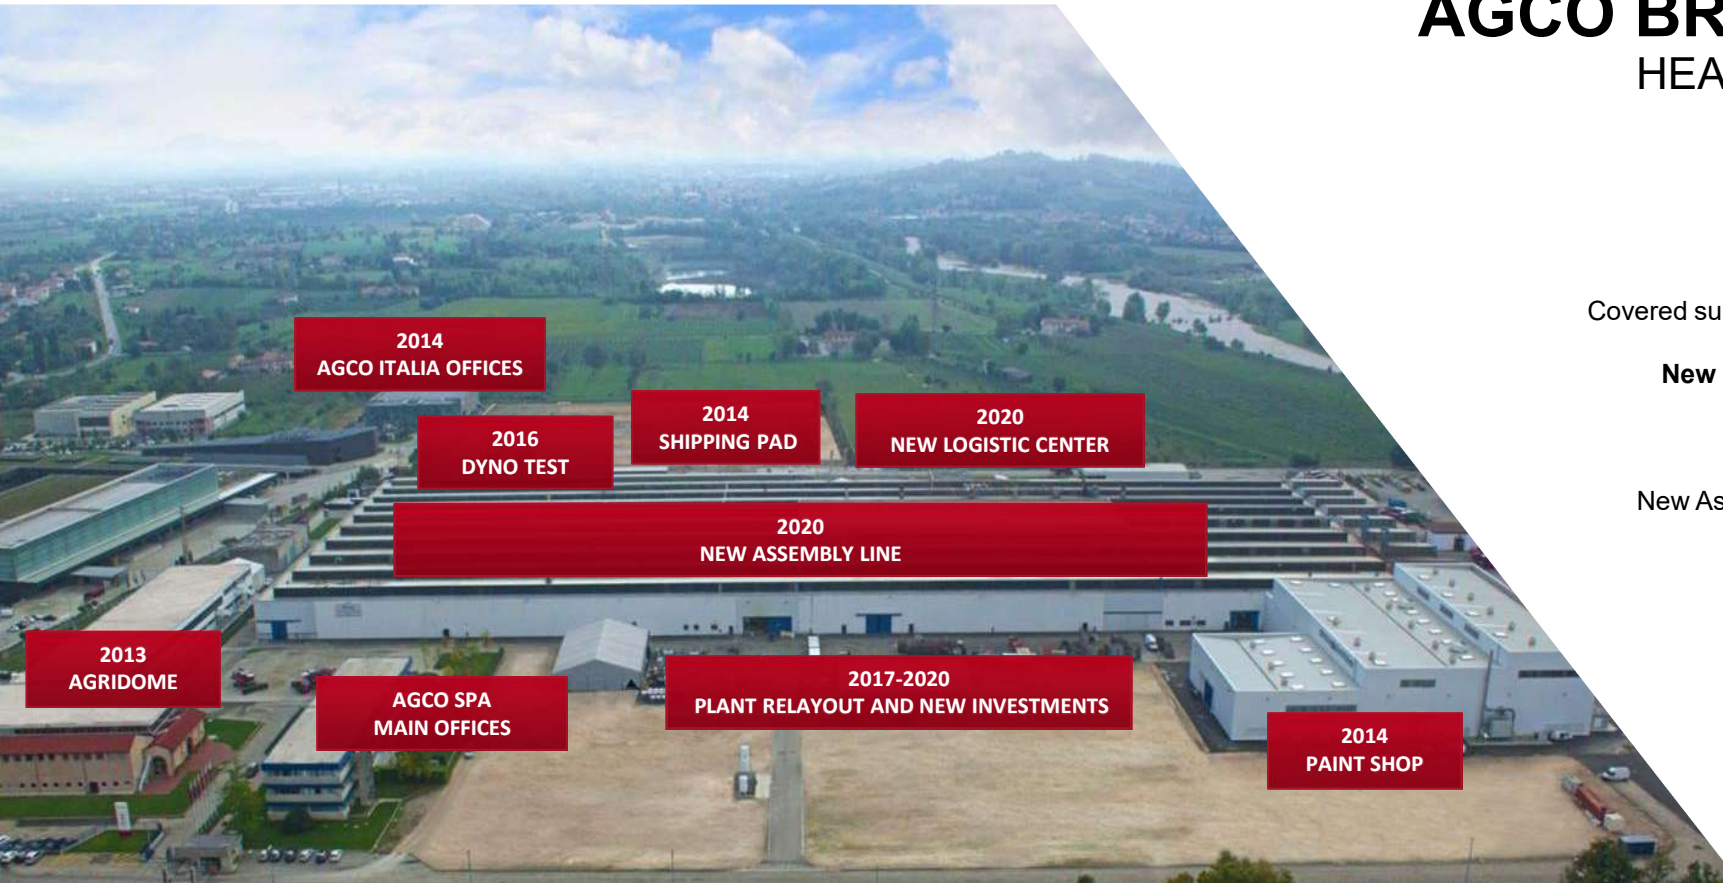 AGCO BR
HEA
2014
AGCO ITALIA OFFICES
2014
SHIPPING PAD
2020
NEW LOGISTIC CENTER
2016
DYNO TEST
2020
NEW ASSEMBLY LINE
2013
AGRIDOME
AGCO SPA
MAIN OFFICES
2017-2020
PLANT RELAYOUT AND NEW INVESTMENTS
2014
PAINT SHOP
Covered su
New
New As